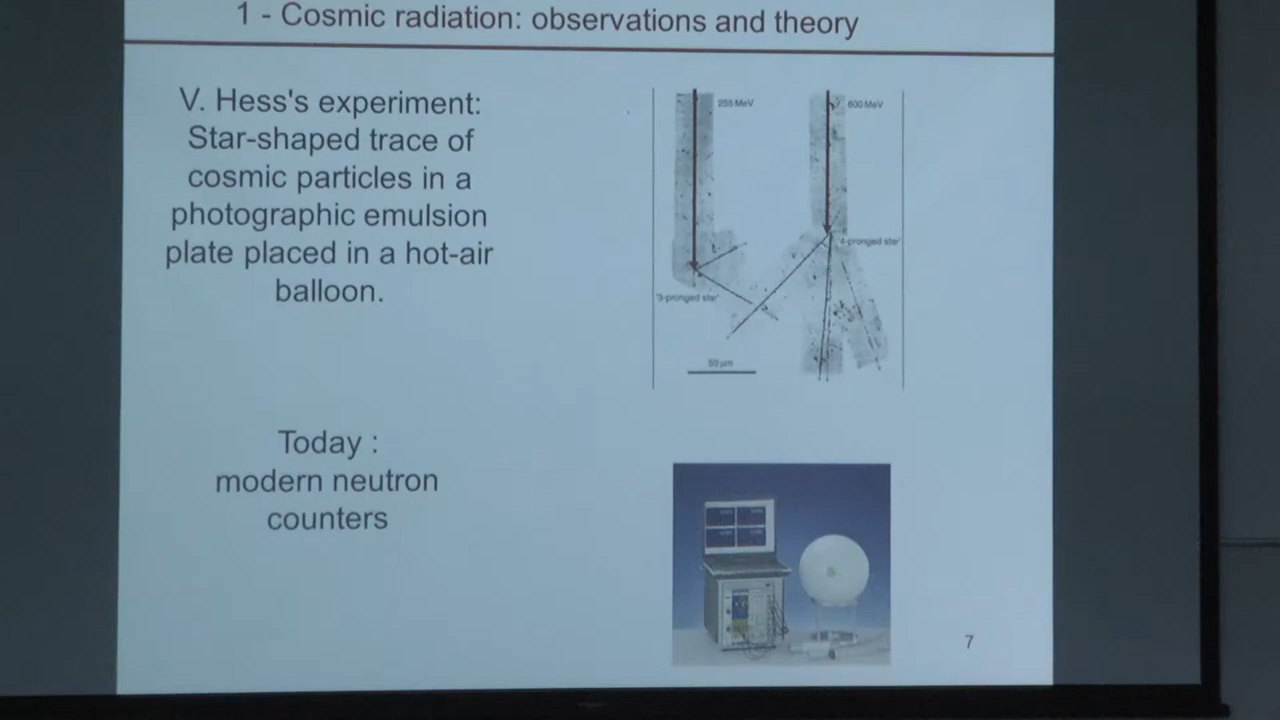 1 - Cosmic radiation: observations and theory
V. Hess's experiment:
Star-shaped trace of
cosmic particles in a
photographic emulsion
plate placed in a hot-air
balloon.
255 MeV
600 MeV
'4-pronged star'
'3-pronged star'
50 µm
Today :
modern neutron
counters
7